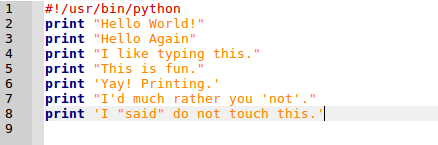 1 #!/usr/bin/python
2 print "Hello World!"
3 print "Hello Again"
4 print "I like typing this."
5 print "This is fun."
6 print 'Yay! Printing.'
7 print "I'd much rather you 'not'."
8 print 'I "said" do not touch this.'
9